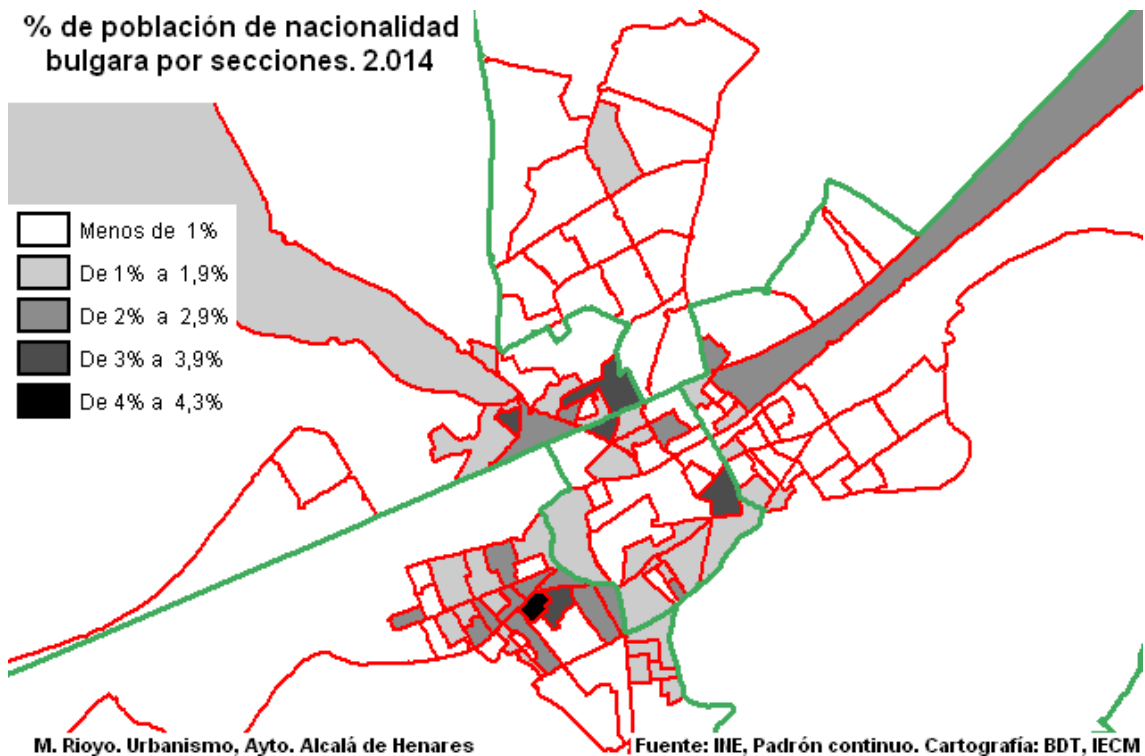 % de población de nacionalidad
bulgara por secciones. 2.014
Menos de 1%
De 1% a 1,9%
De 2% a 2,9%
De 3% a 3,9%
De 4% a 4,3%
M. Rioyo. Urbanismo, Ayto. Alcalá de Henares
Fuente: INE, Padrón continuo. Cartografía: BDT, IECM